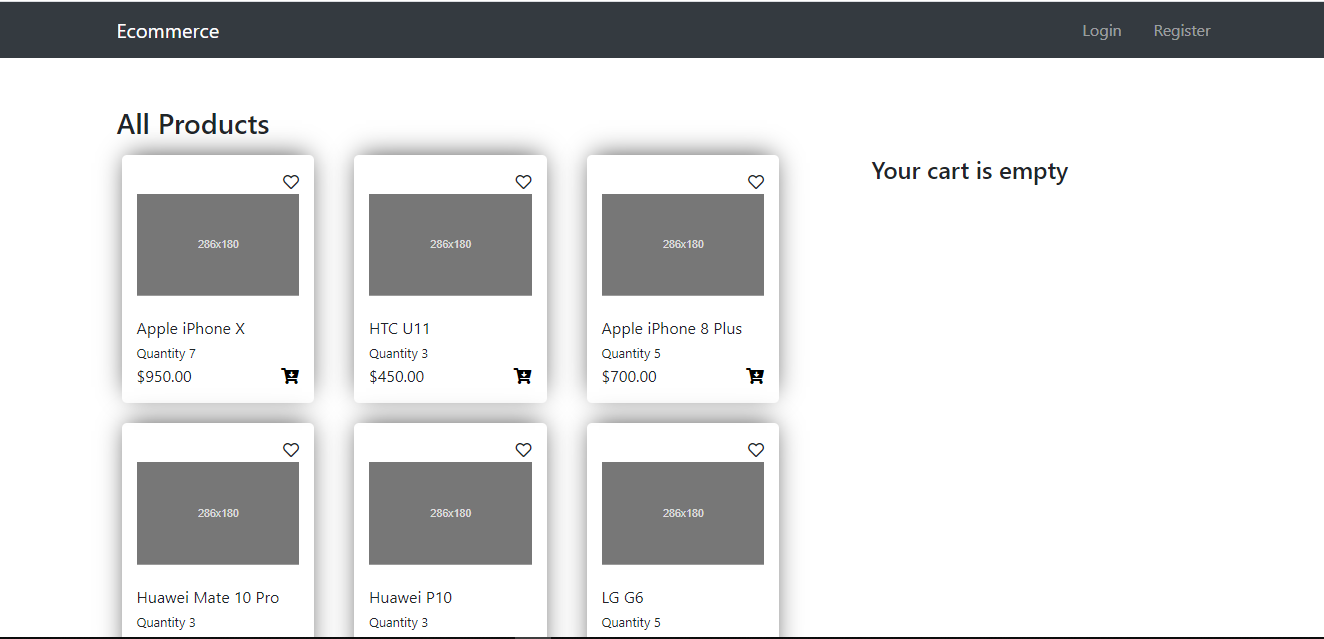 Ecommerce
Login
Register
All Products
Your cart is empty
286x180
Apple iPhone X
Quantity 7
$950.00
286x180
HTC U11
Quantity 3
$450.00
286x180
Apple iPhone 8 Plus
Quantity 5
$700.00
286x180
Huawei Mate 10 Pro
Quantity 3
286x180
Huawei P10
Quantity 3
286x180
LG G6
Quantity 5